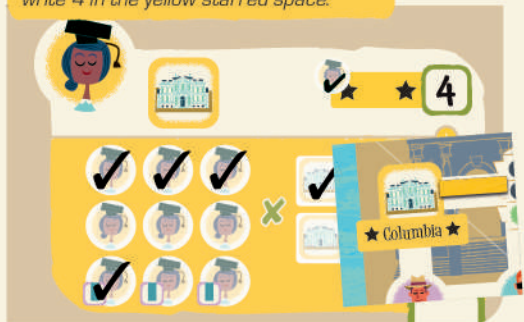 write 4 in the yellow starred space.
4
★ Columbia ★